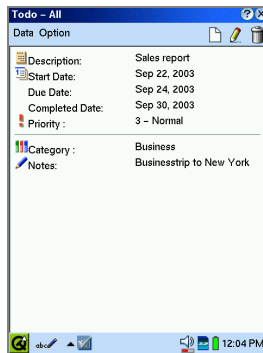 Todo – All
Data Option
Description: Sales report
Start Date: Sep 22, 2003
Due Date: Sep 24, 2003
Completed Date: Sep 30, 2003
Priority : 3 – Normal
Category : Business
Notes: Businesstrip to New York
abc 12:04 PM